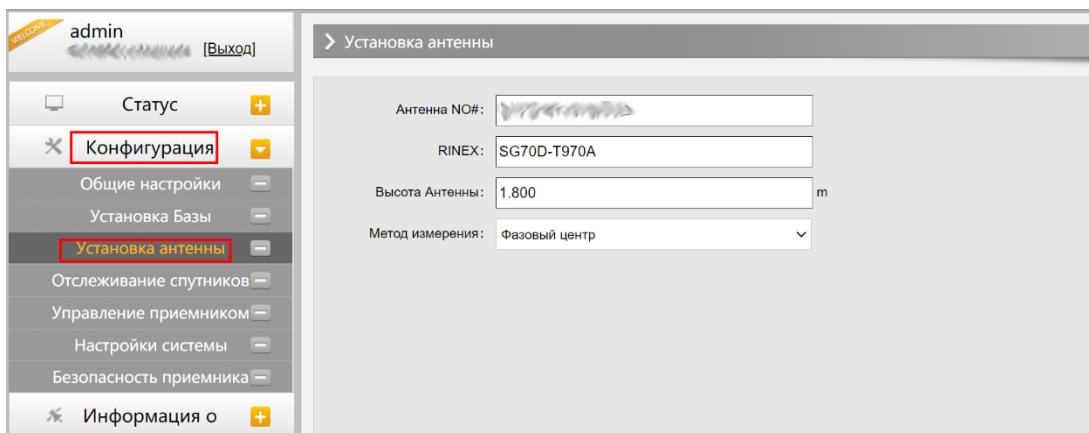 WELCOME
admin
[Выход]
Статус
Конфигурация
Общие настройки
Установка Базы
Установка антенны
Отслеживание спутников
Управление приемником
Настройки системы
Безопасность приемника
Информация о
Установка антенны
Антенна NO#:
RINEX: SG70D-T970A
Высота Антенны: 1.800 m
Метод измерения: Фазовый центр